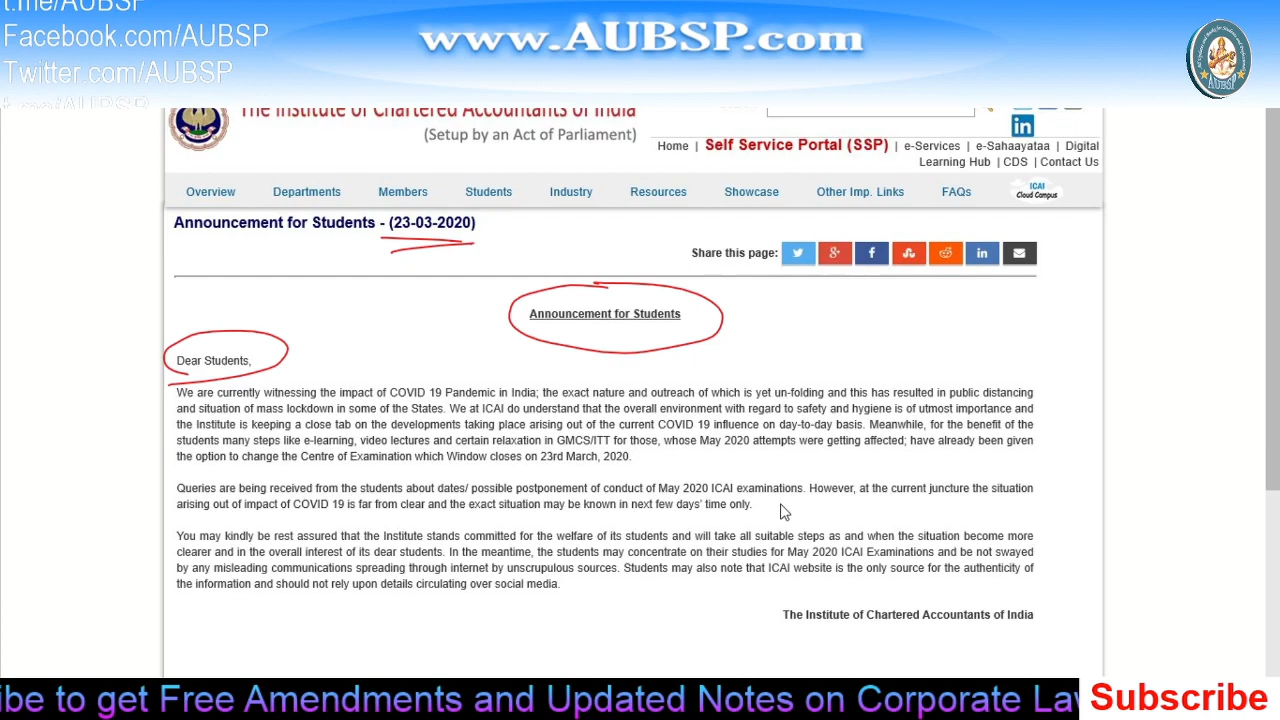 t.me/AUBSP
Facebook.com/AUBSP
Twitter.com/AUBSP
www.AUBSP.com
AUBSP
The Institute of Chartered Accountants of India
(Setup by an Act of Parliament)
in
Home | Self Service Portal (SSP) | e-Services | e-Sahaayataa | Digital
Learning Hub | CDS | Contact Us
Overview Departments Members Students Industry Resources Showcase Other Imp. Links FAQs ICAI
Cloud Campus
Announcement for Students - (23-03-2020)
Share this page:
Announcement for Students
Dear Students,
We are currently witnessing the impact of COVID 19 Pandemic in India; the exact nature and outreach of which is yet un-folding and this has resulted in public distancing
and situation of mass lockdown in some of the States. We at ICAI do understand that the overall environment with regard to safety and hygiene is of utmost importance and
the Institute is keeping a close tab on the developments taking place arising out of the current COVID 19 influence on day-to-day basis. Meanwhile, for the benefit of the
students many steps like e-learning, video lectures and certain relaxation in GMCS/ITT for those, whose May 2020 attempts were getting affected; have already been given
the option to change the Centre of Examination which Window closes on 23rd March, 2020.
Queries are being received from the students about dates/ possible postponement of conduct of May 2020 ICAI examinations. However, at the current juncture the situation
arising out of impact of COVID 19 is far from clear and the exact situation may be known in next few days' time only.
You may kindly be rest assured that the Institute stands committed for the welfare of its students and will take all suitable steps as and when the situation become more
clearer and in the overall interest of its dear students. In the meantime, the students may concentrate on their studies for May 2020 ICAI Examinations and be not swayed
by any misleading communications spreading through internet by unscrupulous sources. Students may also note that ICAI website is the only source for the authenticity of
the information and should not rely upon details circulating over social media.
The Institute of Chartered Accountants of India
ibe to get Free Amendments and Updated Notes on Corporate Law
Subscribe